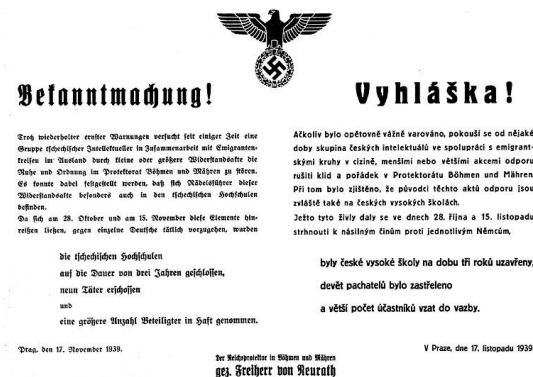 Bekanntmachung!
Trotz wiederholter ernster Warnungen versucht seit einiger Zeit eine
Gruppe tschechischer Intellektueller in Zusammenarbeit mit Emigranten-
kreisen im Ausland durch kleine oder größere Widerstandsakte die
Ruhe und Ordnung im Protektorat Böhmen und Mähren zu stören.
Es konnte dabei festgestellt werden, daß sich Rädelsführer dieser
Widerstandsakte besonders auch in den tschechischen Hochschulen
befinden.
Da sich am 28. Oktober und am 15. November diese Elemente hin-
reißen ließen, gegen einzelne Deutsche tätlich vorzugehen, wurden
die tschechischen Hochschulen
auf die Dauer von drei Jahren geschlossen,
neun Täter erschossen
und
eine größere Anzahl Beteiligter in Haft genommen.
Prag, den 17. November 1939.
Vyhláška!
Ačkoliv bylo opětovně vážně varováno, pokouší se od nějaké
doby skupina českých intelektuálů ve spolupráci s emigrant-
skými kruhy v cizině, menšími nebo většími akcemi odporu
rušiti klid a pořádek v Protektorátu Böhmen und Mähren.
Při tom bylo zjištěno, že původci těchto aktů odporu jsou
zvláště také na českých vysokých školách.
Ježto tyto živly daly se ve dnech 28. října a 15. listopadu
strhnouti k násilným činům proti jednotlivým Němcům,
byly české vysoké školy na dobu tří roků uzavřeny,
devět pachatelů bylo zastřeleno
a větší počet účastníků vzat do vazby.
V Praze, dne 17. listopadu 1939
Der Reichsprotektor in Böhmen und Mähren
gez. Freiherr von Neurath